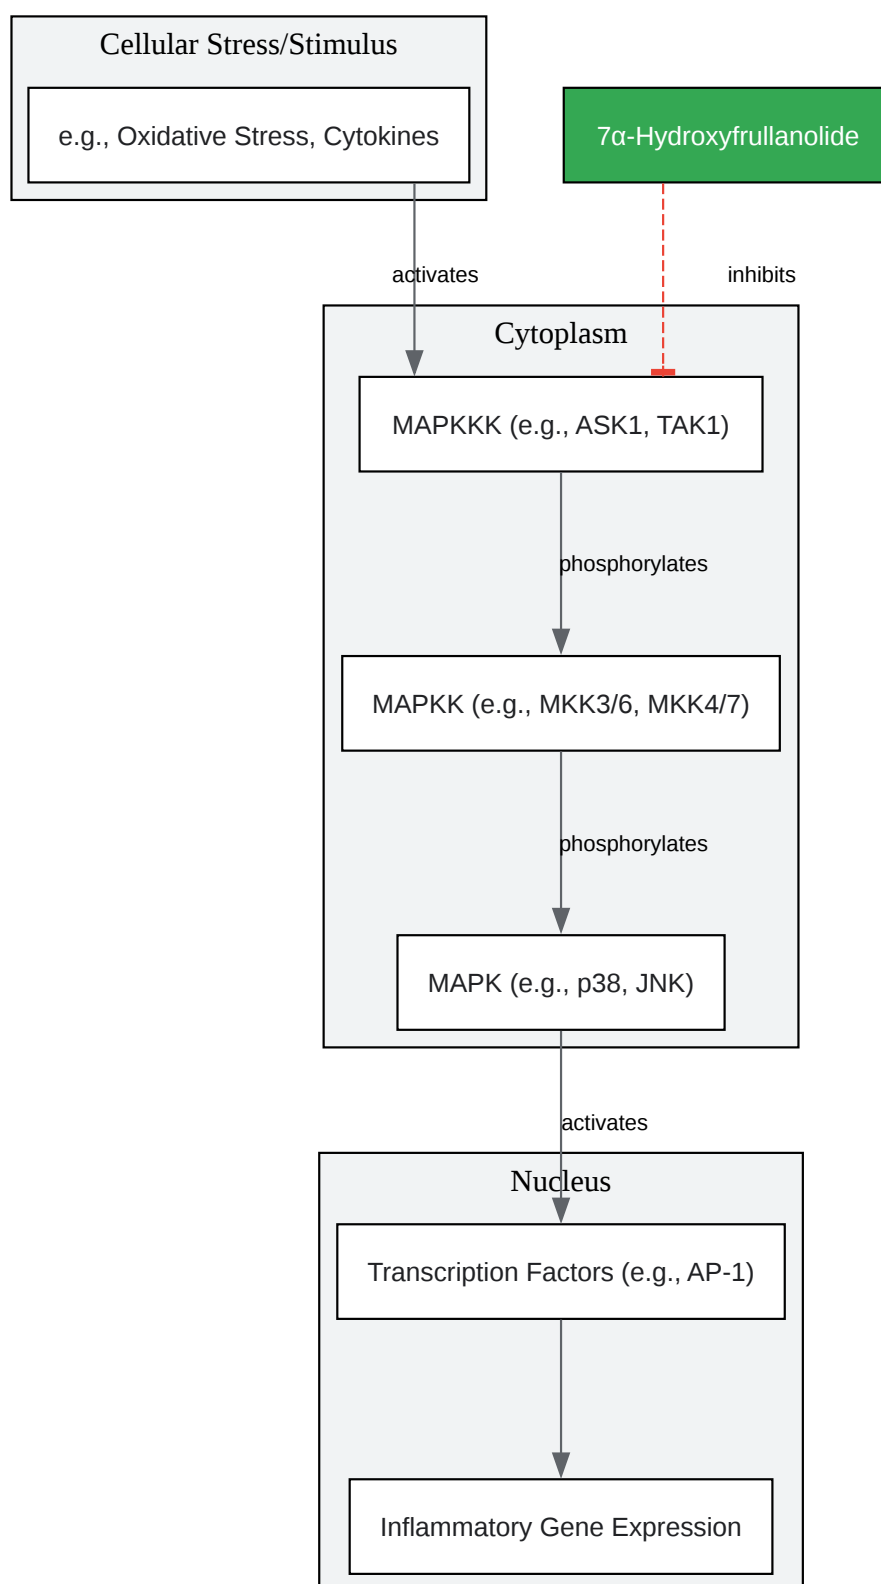 Cellular Stress/Stimulus
e.g., Oxidative Stress, Cytokines
7α-Hydroxyfrullanolide
activates
inhibits
Cytoplasm
MAPKKK (e.g., ASK1, TAK1)
phosphorylates
MAPKK (e.g., MKK3/6, MKK4/7)
phosphorylates
MAPK (e.g., p38, JNK)
activates
Nucleus
Transcription Factors (e.g., AP-1)
Inflammatory Gene Expression